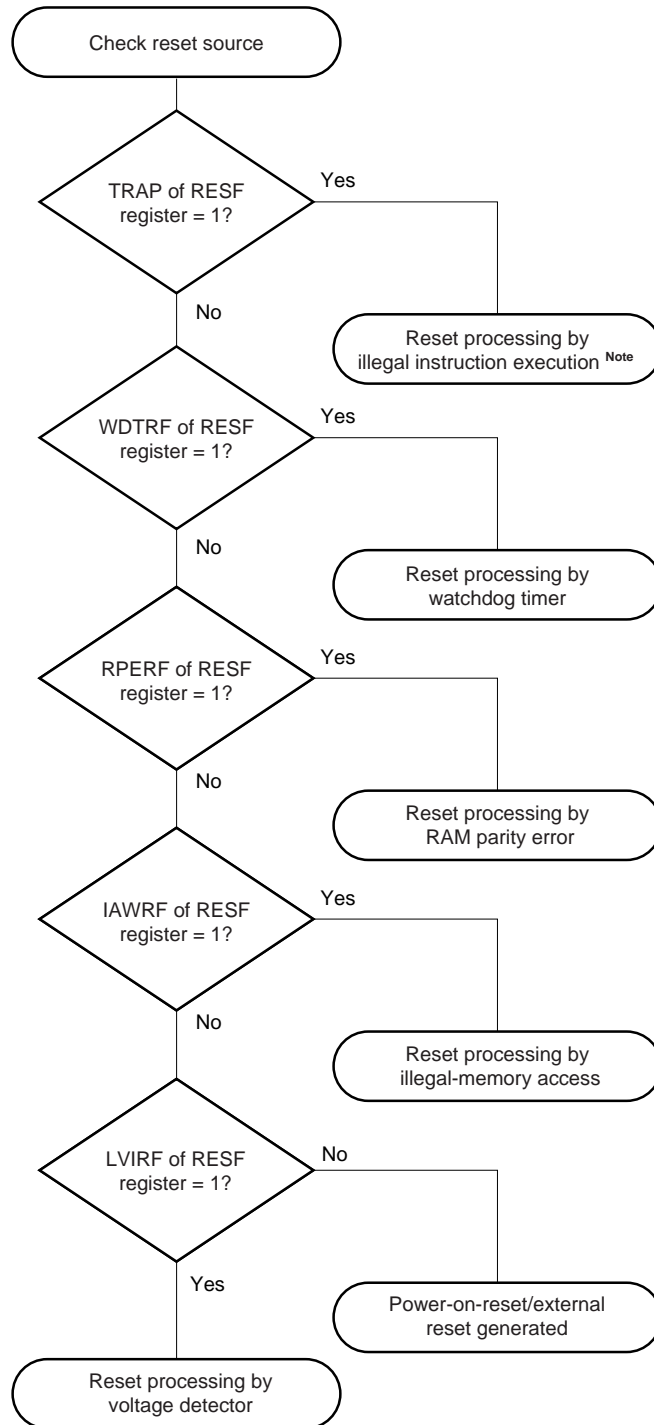 Check reset source
TRAP of RESF
register = 1?
Yes
No
Reset processing by
illegal instruction execution Note
WDTRF of RESF
register = 1?
Yes
No
Reset processing by
watchdog timer
RPERF of RESF
register = 1?
Yes
No
Reset processing by
RAM parity error
IAWRF of RESF
register = 1?
Yes
No
Reset processing by
illegal-memory access
LVIRF of RESF
register = 1?
No
Yes
Power-on-reset/external
reset generated
Reset processing by
voltage detector